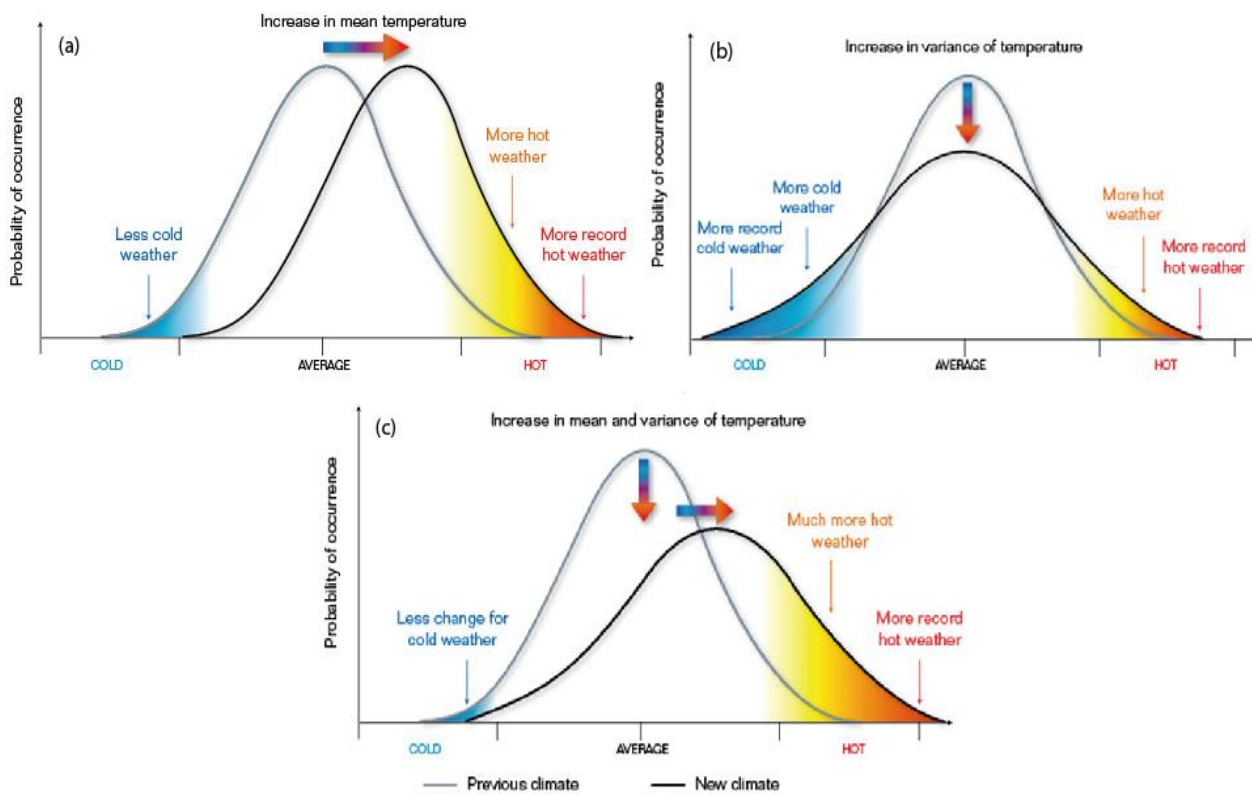 (a)
Increase in mean temperature
Probability of occurrence
Less cold
weather
More hot
weather
More record
hot weather
COLD
AVERAGE
HOT
(b)
Increase in variance of temperature
Probability of occurrence
More cold
weather
More record
cold weather
More hot
weather
More record
hot weather
COLD
AVERAGE
HOT
(c)
Increase in mean and variance of temperature
Probability of occurrence
Less change for
cold weather
Much more hot
weather
More record
hot weather
COLD
AVERAGE
HOT
Previous climate
New climate